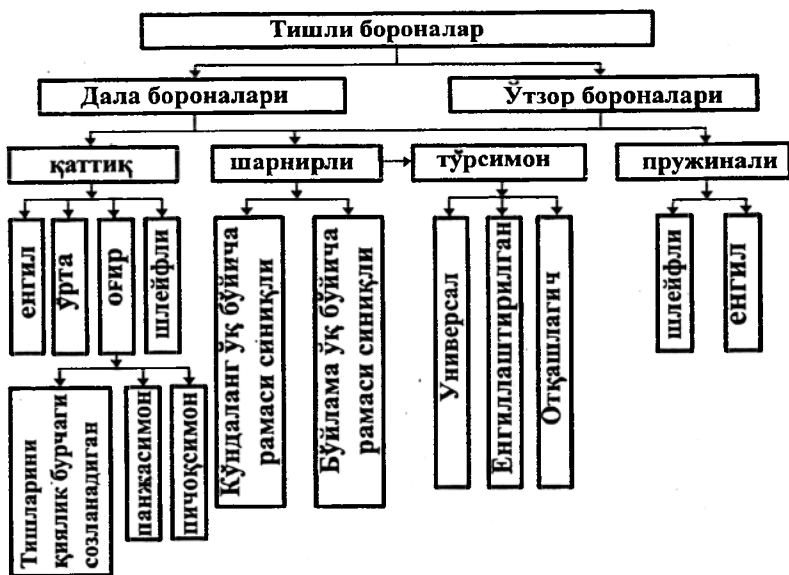 Тишли бороналар
Дала бороналари
Ўтзор бороналари
қаттиқ
шарнирли
тўрсимон
пружинали
енгил
ўрта
оғир
шлейфли
Кўндаланг ўқ бўйича
рамаси синиқли
Бўйлама ўқ бўйича
рамаси синиқли
Универсал
Енгиллаштирилган
Отқашлагич
шлейфли
енгил
Тишларини
қиялик бурчаги
созланадиган
панжасимон
пичоқсимон